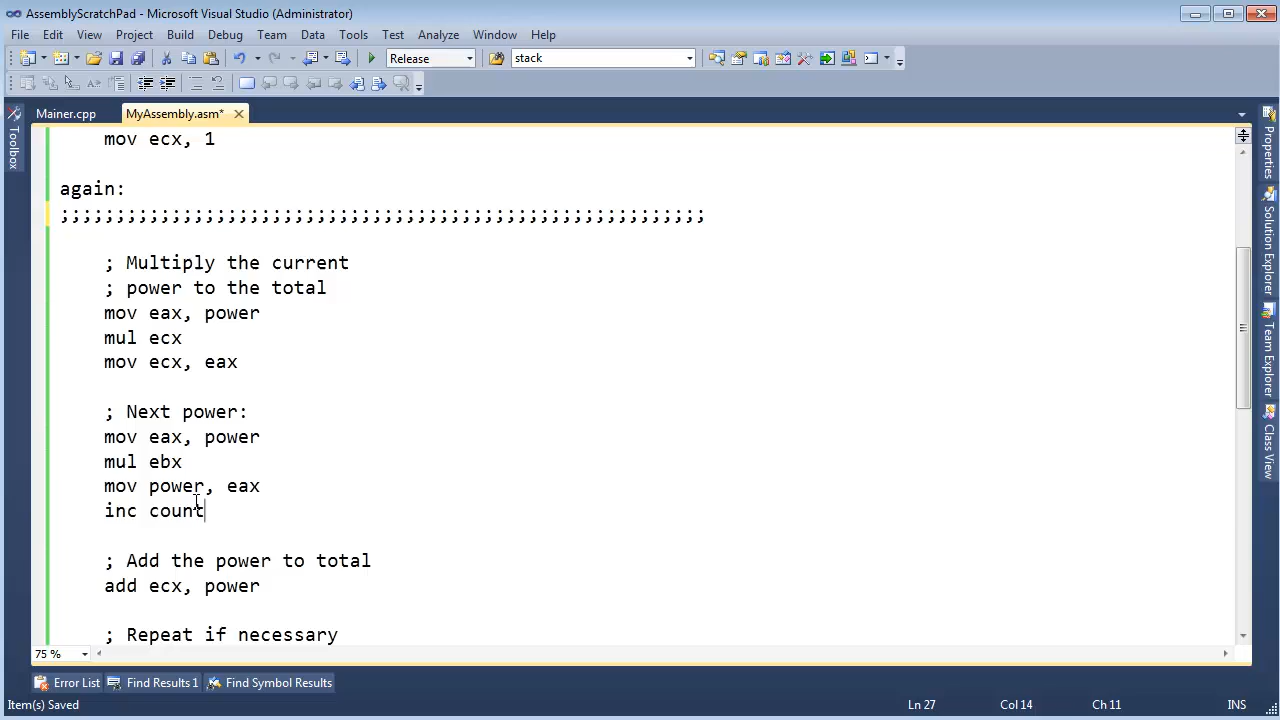 AssemblyScratchPad - Microsoft Visual Studio (Administrator)
File Edit View Project Build Debug Team Data Tools Test Analyze Window Help
Release stack
Toolbox
Mainer.cpp MyAssembly.asm*
mov ecx, 1
again:
;;;;;;;;;;;;;;;;;;;;;;;;;;;;;;;;;;;;;;;;;;;;;;;;;;;;;;;;;;
; Multiply the current
; power to the total
mov eax, power
mul ecx
mov ecx, eax
; Next power:
mov eax, power
mul ebx
mov power, eax
inc count
; Add the power to total
add ecx, power
; Repeat if necessary
Properties
Solution Explorer
Team Explorer
Class View
75 %
Error List Find Results 1 Find Symbol Results
Item(s) Saved Ln 27 Col 14 Ch 11 INS